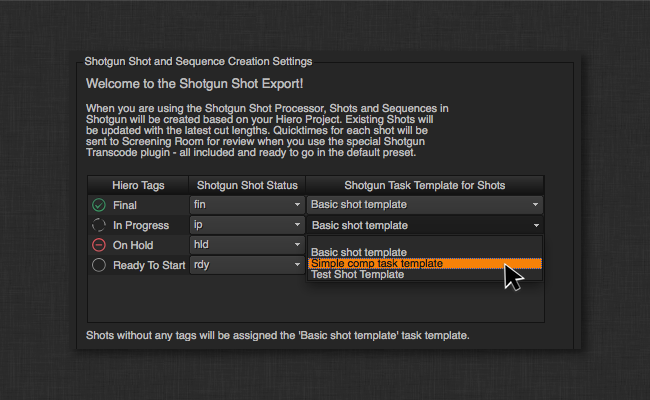 Shotgun Shot and Sequence Creation Settings
Welcome to the Shotgun Shot Export!
When you are using the Shotgun Shot Processor, Shots and Sequences in
Shotgun will be created based on your Hiero Project. Existing Shots will
be updated with the latest cut lengths. Quicktimes for each shot will be
sent to Screening Room for review when you use the special Shotgun
Transcode plugin - all included and ready to go in the default preset.
Hiero Tags Shotgun Shot Status Shotgun Task Template for Shots
Final fin Basic shot template
In Progress ip Basic shot template
On Hold hld
Basic shot template
Simple comp task template
Ready To Start rdy
Test Shot Template
Shots without any tags will be assigned the 'Basic shot template' task template.